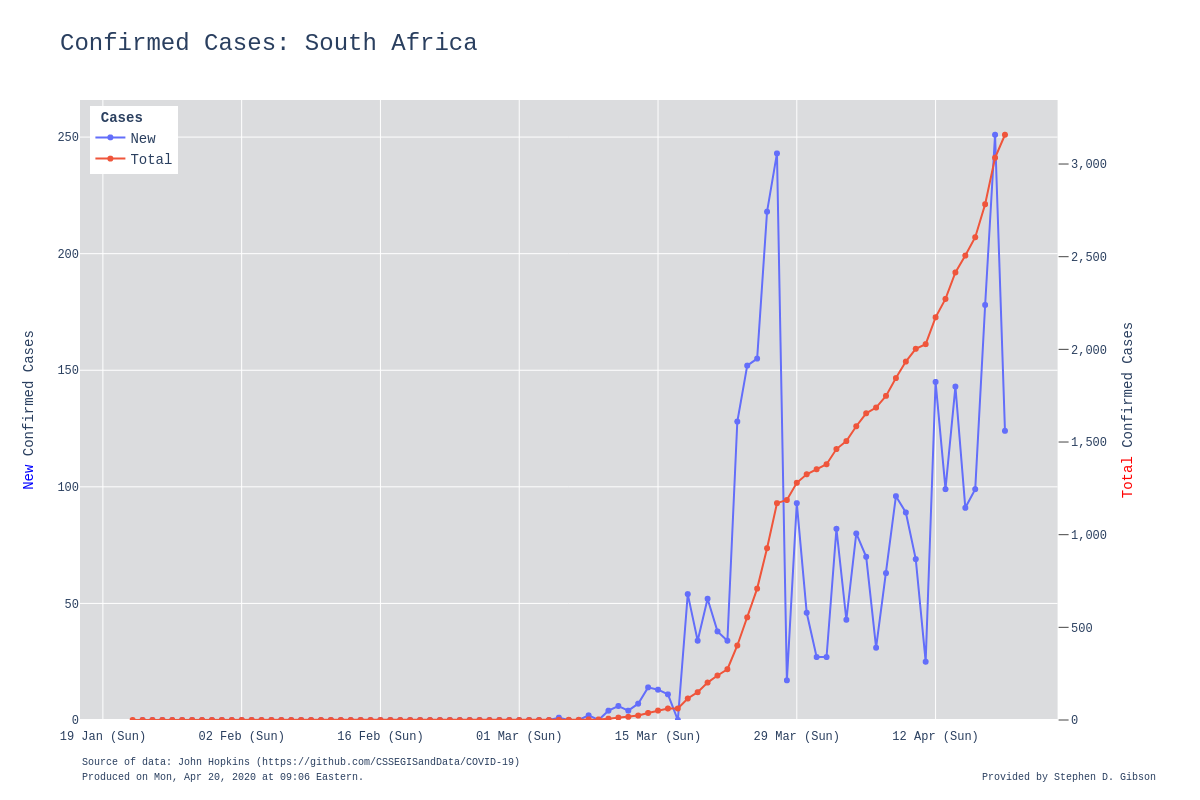 Confirmed Cases: South Africa
Cases
New
Total
250
200
150
100
50
0
3,000
2,500
2,000
1,500
1,000
500
0
New Confirmed Cases
Total Confirmed Cases
19 Jan (Sun) 02 Feb (Sun) 16 Feb (Sun) 01 Mar (Sun) 15 Mar (Sun) 29 Mar (Sun) 12 Apr (Sun)
Source of data: John Hopkins (https://github.com/CSSEGISandData/COVID-19)
Produced on Mon, Apr 20, 2020 at 09:06 Eastern.
Provided by Stephen D. Gibson